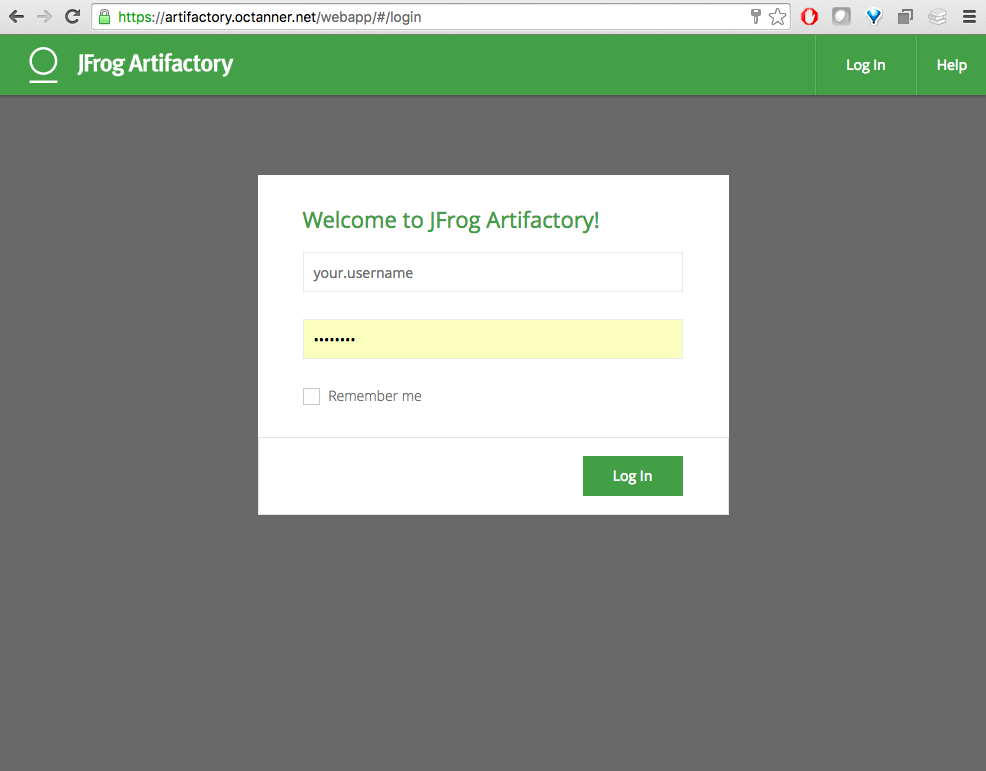 https://artifactory.octanner.net/webapp/#/login
JFrog Artifactory
Log In
Help
Welcome to JFrog Artifactory!
your.username
••••••••
Remember me
Log In